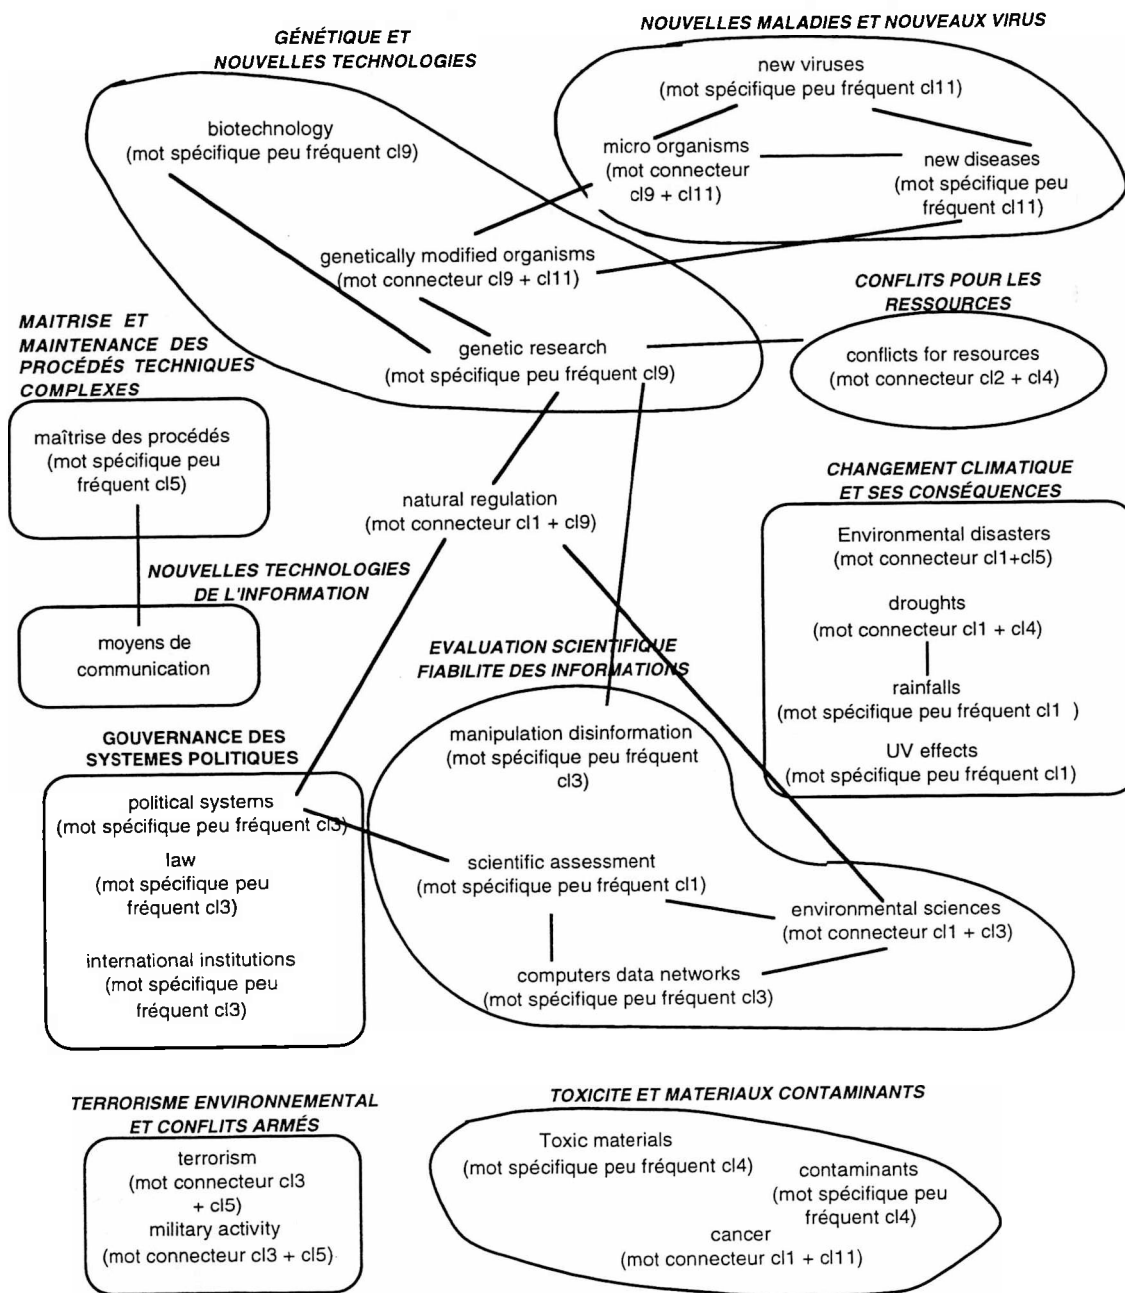 GÉNÉTIQUE ET
NOUVELLES TECHNOLOGIES
NOUVELLES MALADIES ET NOUVEAUX VIRUS
new viruses
(mot spécifique peu fréquent cl11)
biotechnology
(mot spécifique peu fréquent cl9)
micro organisms
(mot connecteur
cl9 + cl11)
new diseases
(mot spécifique peu
fréquent cl11)
genetically modified organisms
(mot connecteur cl9 + cl11)
CONFLITS POUR LES
RESSOURCES
MAITRISE ET
MAINTENANCE DES
PROCÉDÉS TECHNIQUES
COMPLEXES
genetic research
(mot spécifique peu fréquent cl9)
conflicts for resources
(mot connecteur cl2 + cl4)
maîtrise des procédés
(mot spécifique peu
fréquent cl5)
CHANGEMENT CLIMATIQUE
ET SES CONSÉQUENCES
natural regulation
(mot connecteur cl1 + cl9)
Environmental disasters
(mot connecteur cl1+cl5)
NOUVELLES TECHNOLOGIES
DE L'INFORMATION
droughts
(mot connecteur cl1 + cl4)
moyens de
communication
EVALUATION SCIENTIFIQUE
FIABILITE DES INFORMATIONS
rainfalls
(mot spécifique peu fréquent cl1 )
UV effects
(mot spécifique peu fréquent cl1)
GOUVERNANCE DES
SYSTEMES POLITIQUES
manipulation disinformation
(mot spécifique peu fréquent
cl3)
political systems
(mot spécifique peu fréquent cl3)
law
(mot spécifique peu
fréquent cl3)
scientific assessment
(mot spécifique peu fréquent cl1)
environmental sciences
(mot connecteur cl1 + cl3)
international institutions
(mot spécifique peu
fréquent cl3)
computers data networks
(mot spécifique peu fréquent cl3)
TERRORISME ENVIRONNEMENTAL
ET CONFLITS ARMÉS
terrorism
(mot connecteur cl3
+ cl5)
military activity
(mot connecteur cl3 + cl5)
TOXICITE ET MATERIAUX CONTAMINANTS
Toxic materials
(mot spécifique peu fréquent cl4)
contaminants
(mot spécifique peu
fréquent cl4)
cancer
(mot connecteur cl1 + cl11)